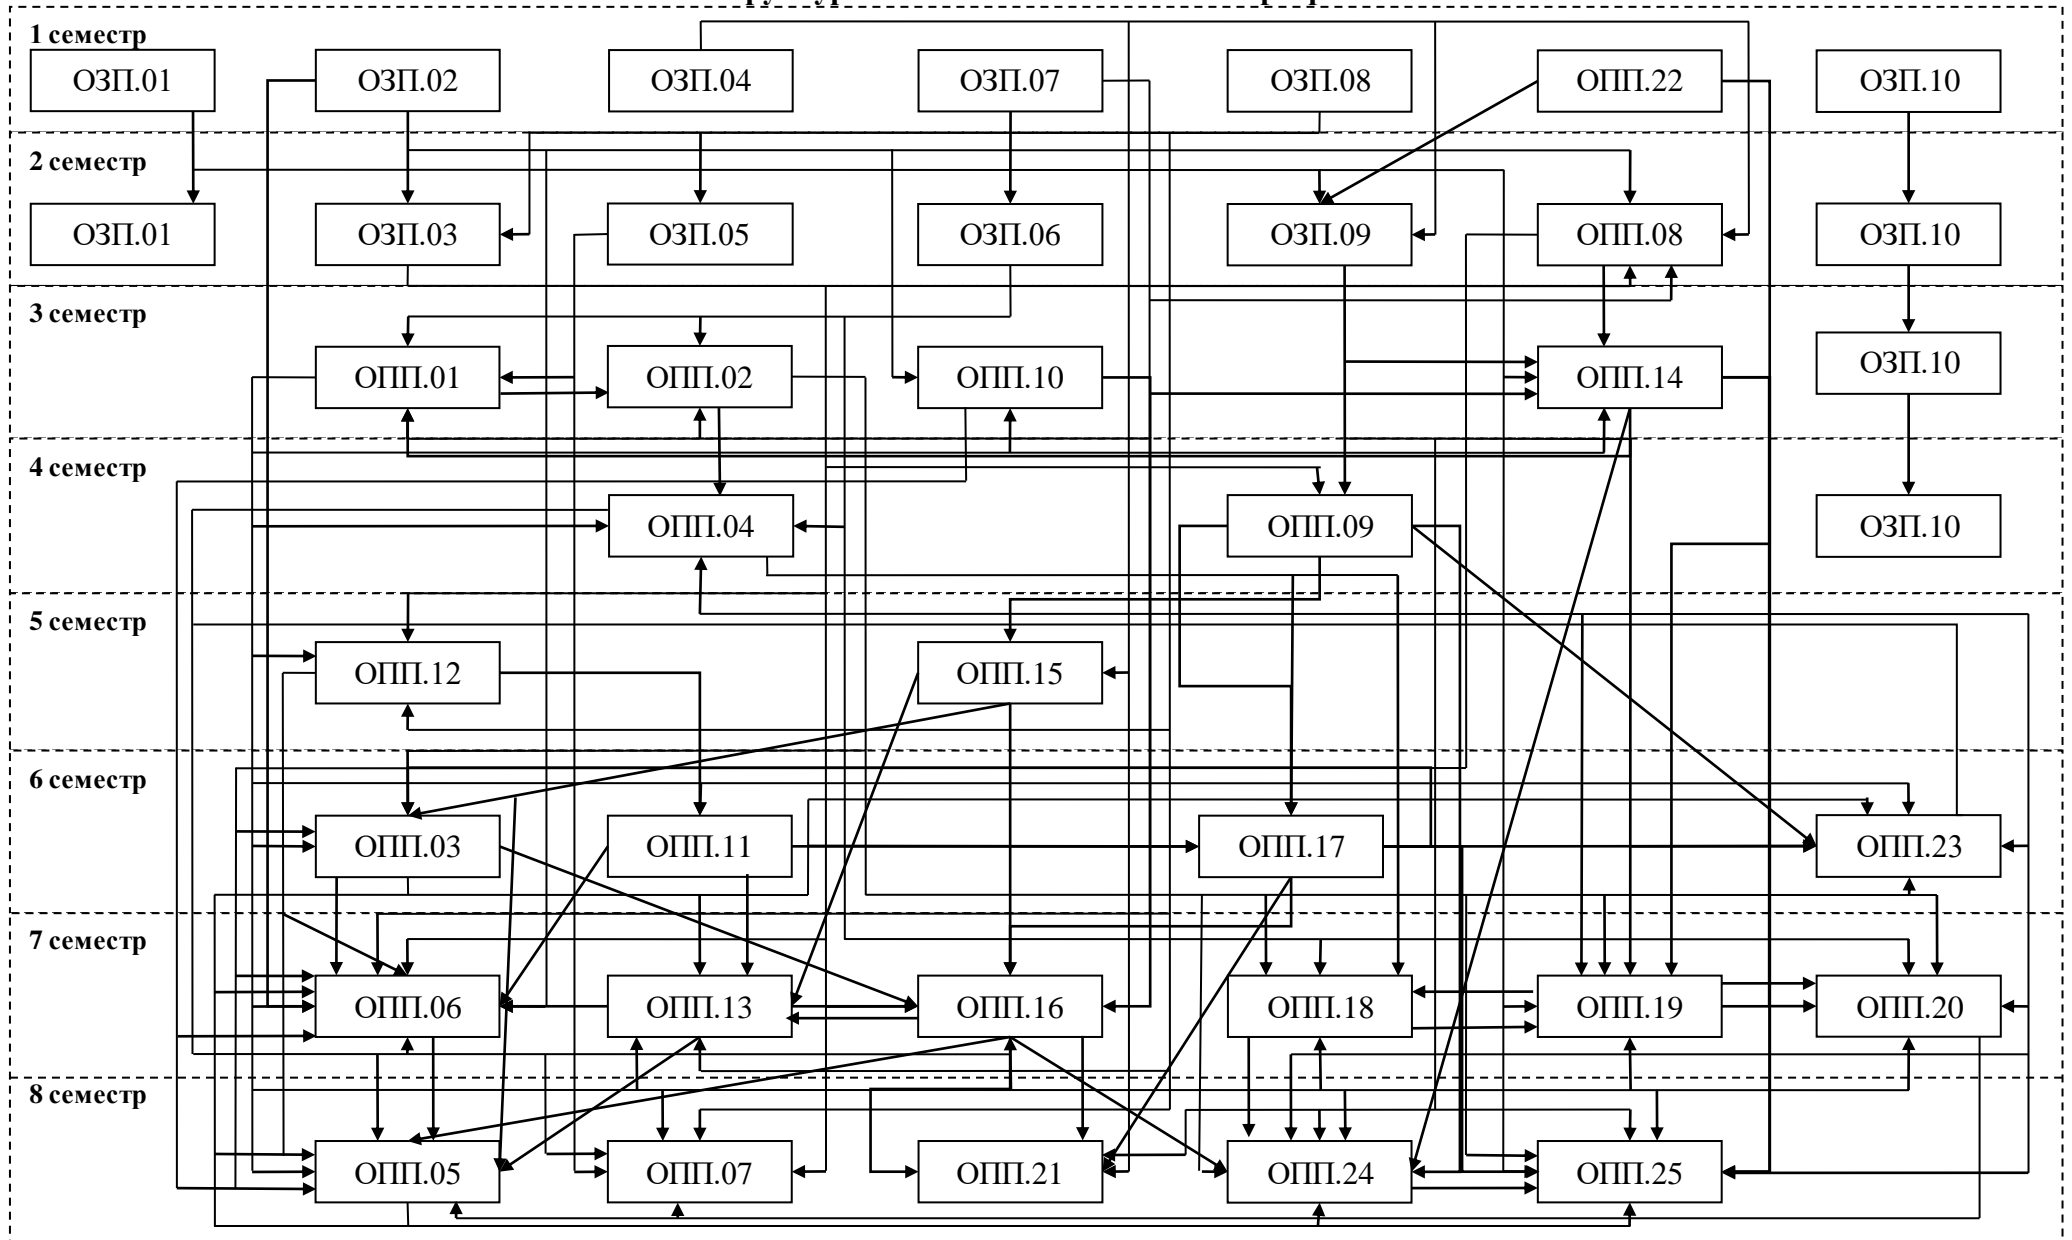 1 семестр
ОЗП.01 ОЗП.02 ОЗП.04 ОЗП.07 ОЗП.08 ОПП.22 ОЗП.10
2 семестр
ОЗП.01 ОЗП.03 ОЗП.05 ОЗП.06 ОЗП.09 ОПП.08 ОЗП.10
3 семестр
ОПП.01 ОПП.02 ОПП.10 ОПП.14 ОЗП.10
4 семестр
ОПП.04 ОПП.09 ОЗП.10
5 семестр
ОПП.12 ОПП.15
6 семестр
ОПП.03 ОПП.11 ОПП.17 ОПП.23
7 семестр
ОПП.06 ОПП.13 ОПП.16 ОПП.18 ОПП.19 ОПП.20
8 семестр
ОПП.05 ОПП.07 ОПП.21 ОПП.24 ОПП.25